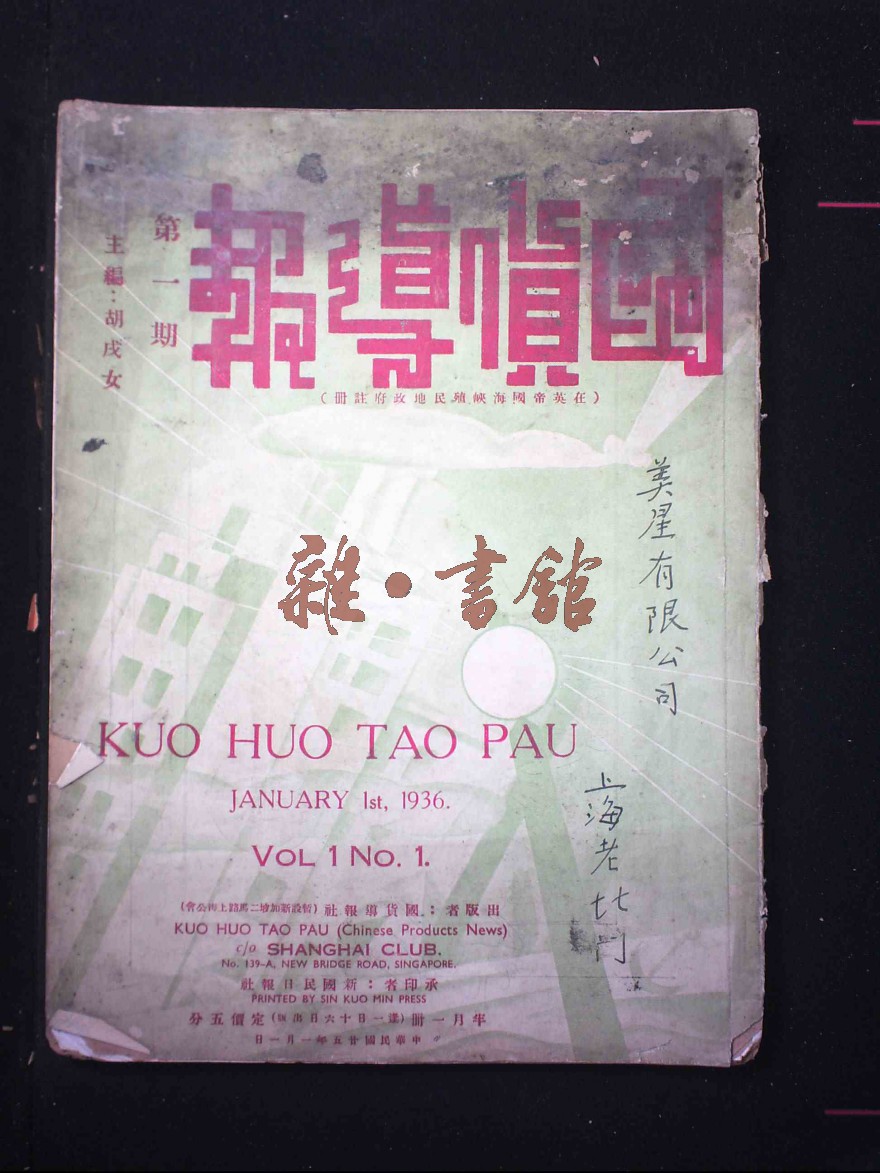 國貨導報
第一期
主編：胡戌女
（在英帝國海峽殖民地政府註冊）
美星有限公司
雜·書館
KUO HUO TAO PAU
JANUARY 1st, 1936.
上海老北門
VOL 1 No. 1.
出版者：國貨導報社（暫設新加坡二馬路上海公會）
KUO HUO TAO PAU (Chinese Products News)
c/o SHANGHAI CLUB.
No. 139-A, NEW BRIDGE ROAD, SINGAPORE.
承印者：新國民日報社
PRINTED BY SIN KUO MIN PRESS
年月一冊（逢一日十六日出版）定價五分
中華民國廿五年一月一日